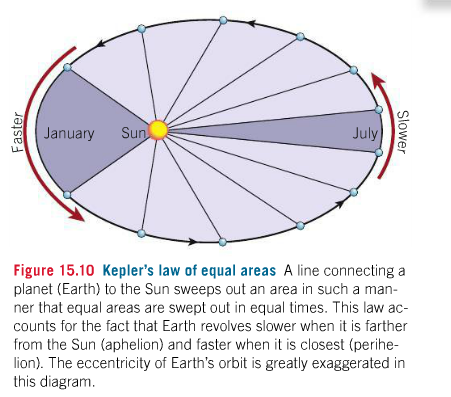 Faster
January
Sun
July
Slower
Figure 15.10 Kepler's law of equal areas A line connecting a
planet (Earth) to the Sun sweeps out an area in such a man-
ner that equal areas are swept out in equal times. This law ac-
counts for the fact that Earth revolves slower when it is farther
from the Sun (aphelion) and faster when it is closest (perihe-
lion). The eccentricity of Earth's orbit is greatly exaggerated in
this diagram.